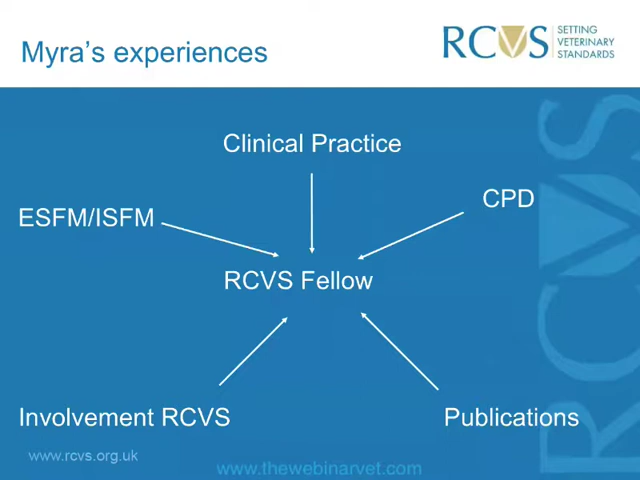 Myra's experiences
RCVS
SETTING
VETERINARY
STANDARDS
Clinical Practice
CPD
ESFM/ISFM
RCVS Fellow
Involvement RCVS
Publications
www.rcvs.org.uk
www.thewebinarvet.com
RCVS